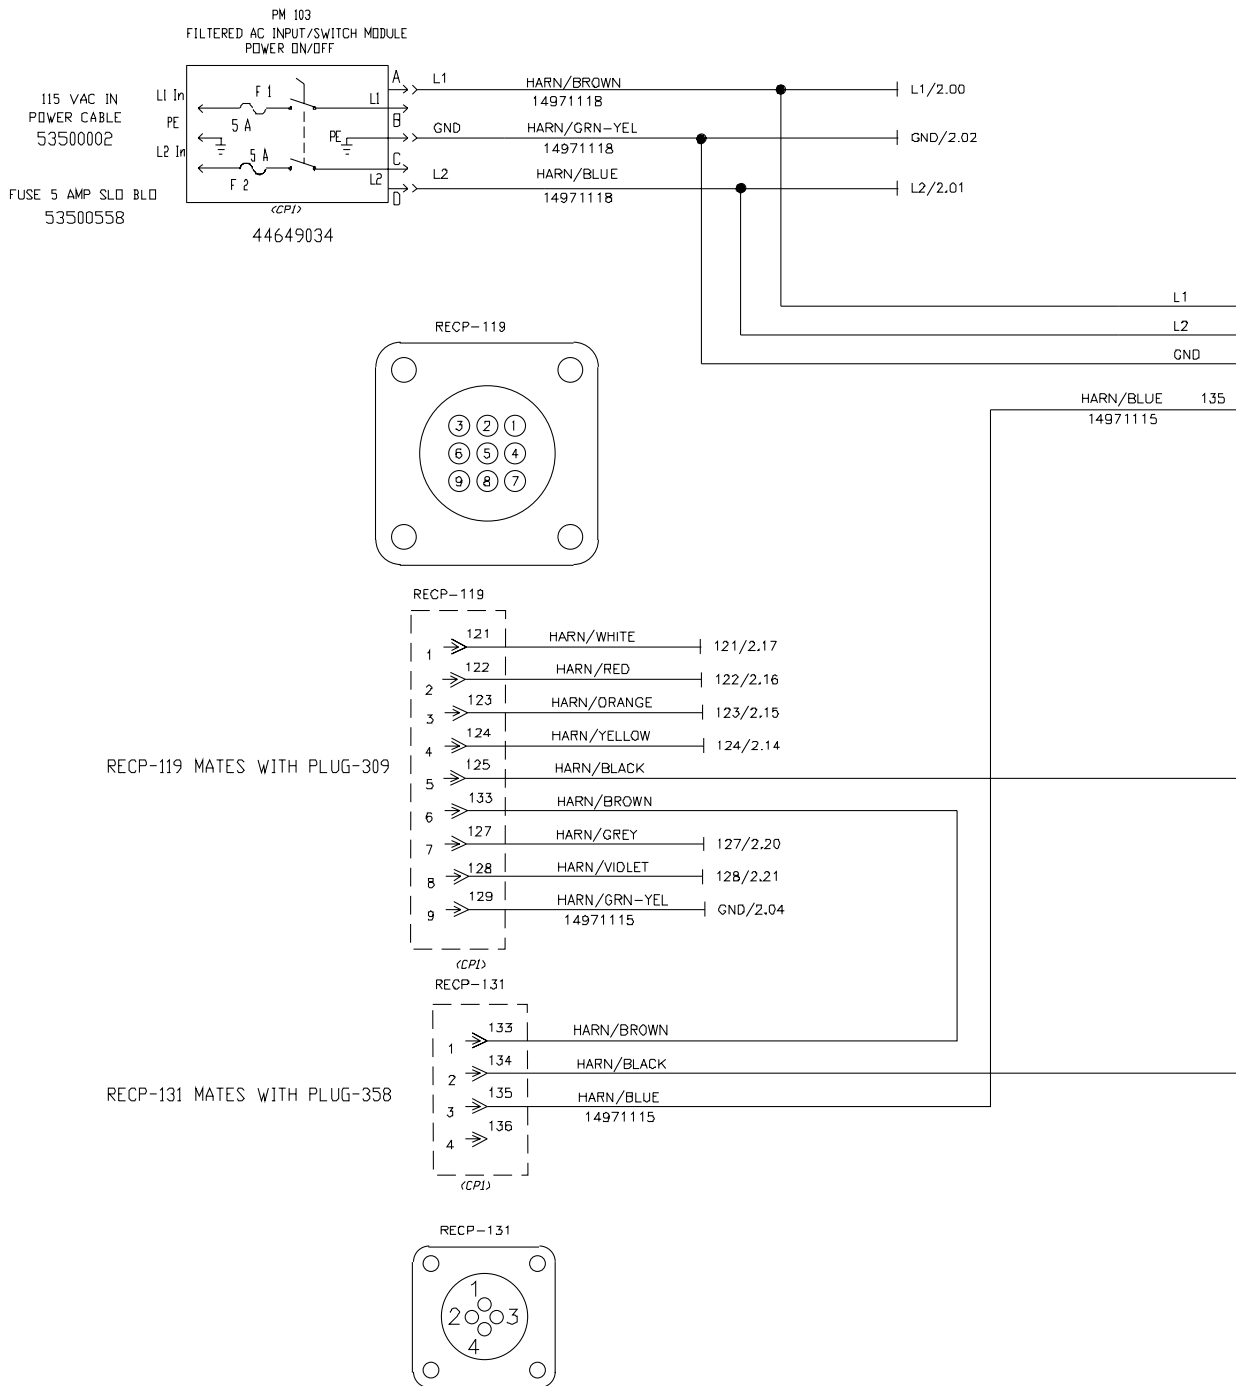 PM 103
FILTERED AC INPUT/SWITCH MODULE
POWER ON/OFF
115 VAC IN
POWER CABLE
53500002
FUSE 5 AMP SLO BLO
53500558
L1 In
PE
L2 In
F 1
5 A
5 A
F 2
L1
PE
L2
A
B
C
D
(CP1)
44649034
L1
HARN/BROWN
14971118
L1/2.00
GND
HARN/GRN-YEL
14971118
GND/2.02
L2
HARN/BLUE
14971118
L2/2.01
L1
L2
GND
HARN/BLUE 135
14971115
RECP-119
3 2 1
6 5 4
9 8 7
RECP-119
1 121 HARN/WHITE 121/2.17
2 122 HARN/RED 122/2.16
3 123 HARN/ORANGE 123/2.15
4 124 HARN/YELLOW 124/2.14
RECP-119 MATES WITH PLUG-309
5 125 HARN/BLACK
6 133 HARN/BROWN
7 127 HARN/GREY 127/2.20
8 128 HARN/VIOLET 128/2.21
9 129 HARN/GRN-YEL GND/2.04
14971115
(CP1)
RECP-131
1 133 HARN/BROWN
2 134 HARN/BLACK
RECP-131 MATES WITH PLUG-358
3 135 HARN/BLUE
14971115
4 136
(CP1)
RECP-131
1
2 3
4